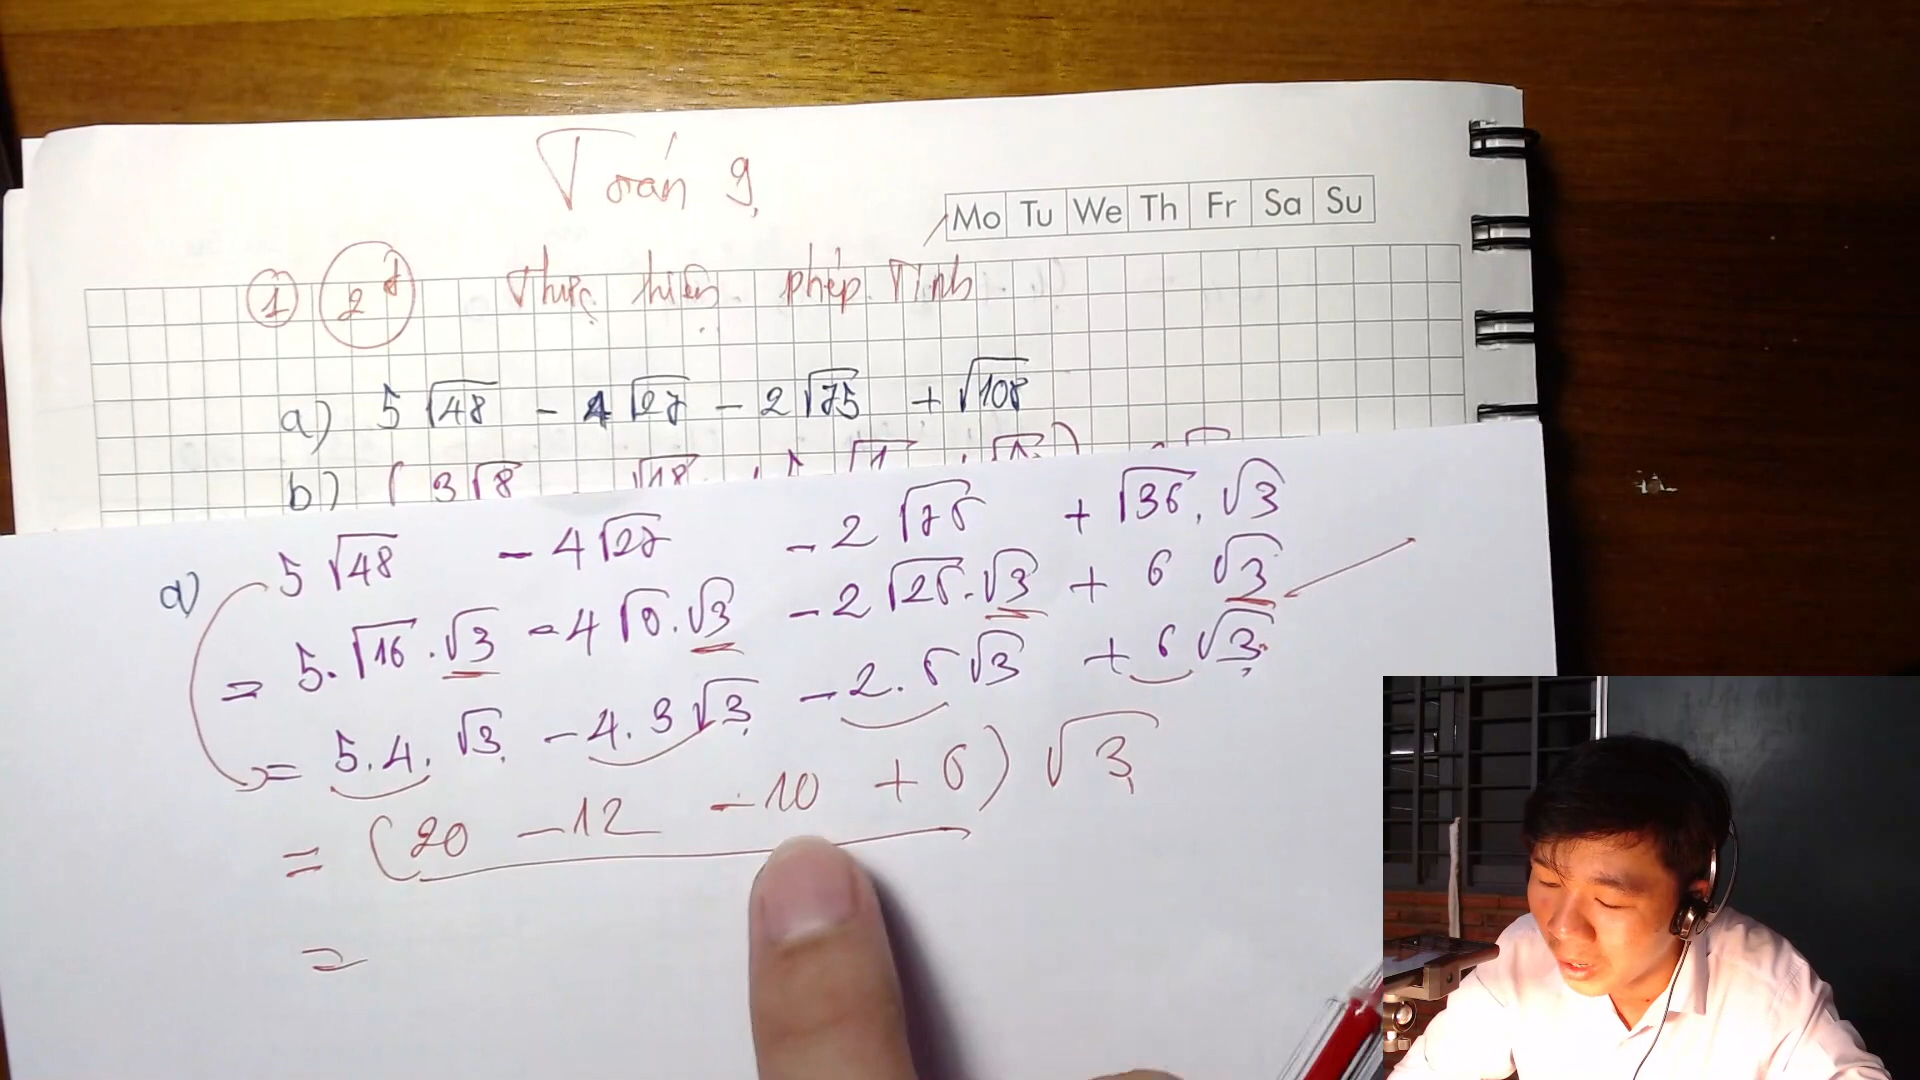 Toán 9
Mo Tu We Th Fr Sa Su
① 2đ Thực hiện phép tính
a) 5√48 - 4√27 - 2√75 + √108
b) ( 3√8 - √18
a) 5√48 - 4√27 - 2√75 + √36.√3
= 5.√16.√3 - 4√9.√3 - 2√25.√3 + 6√3
= 5.4.√3 - 4.3√3 - 2.5√3 + 6√3
= (20 - 12 - 10 + 6)√3
=